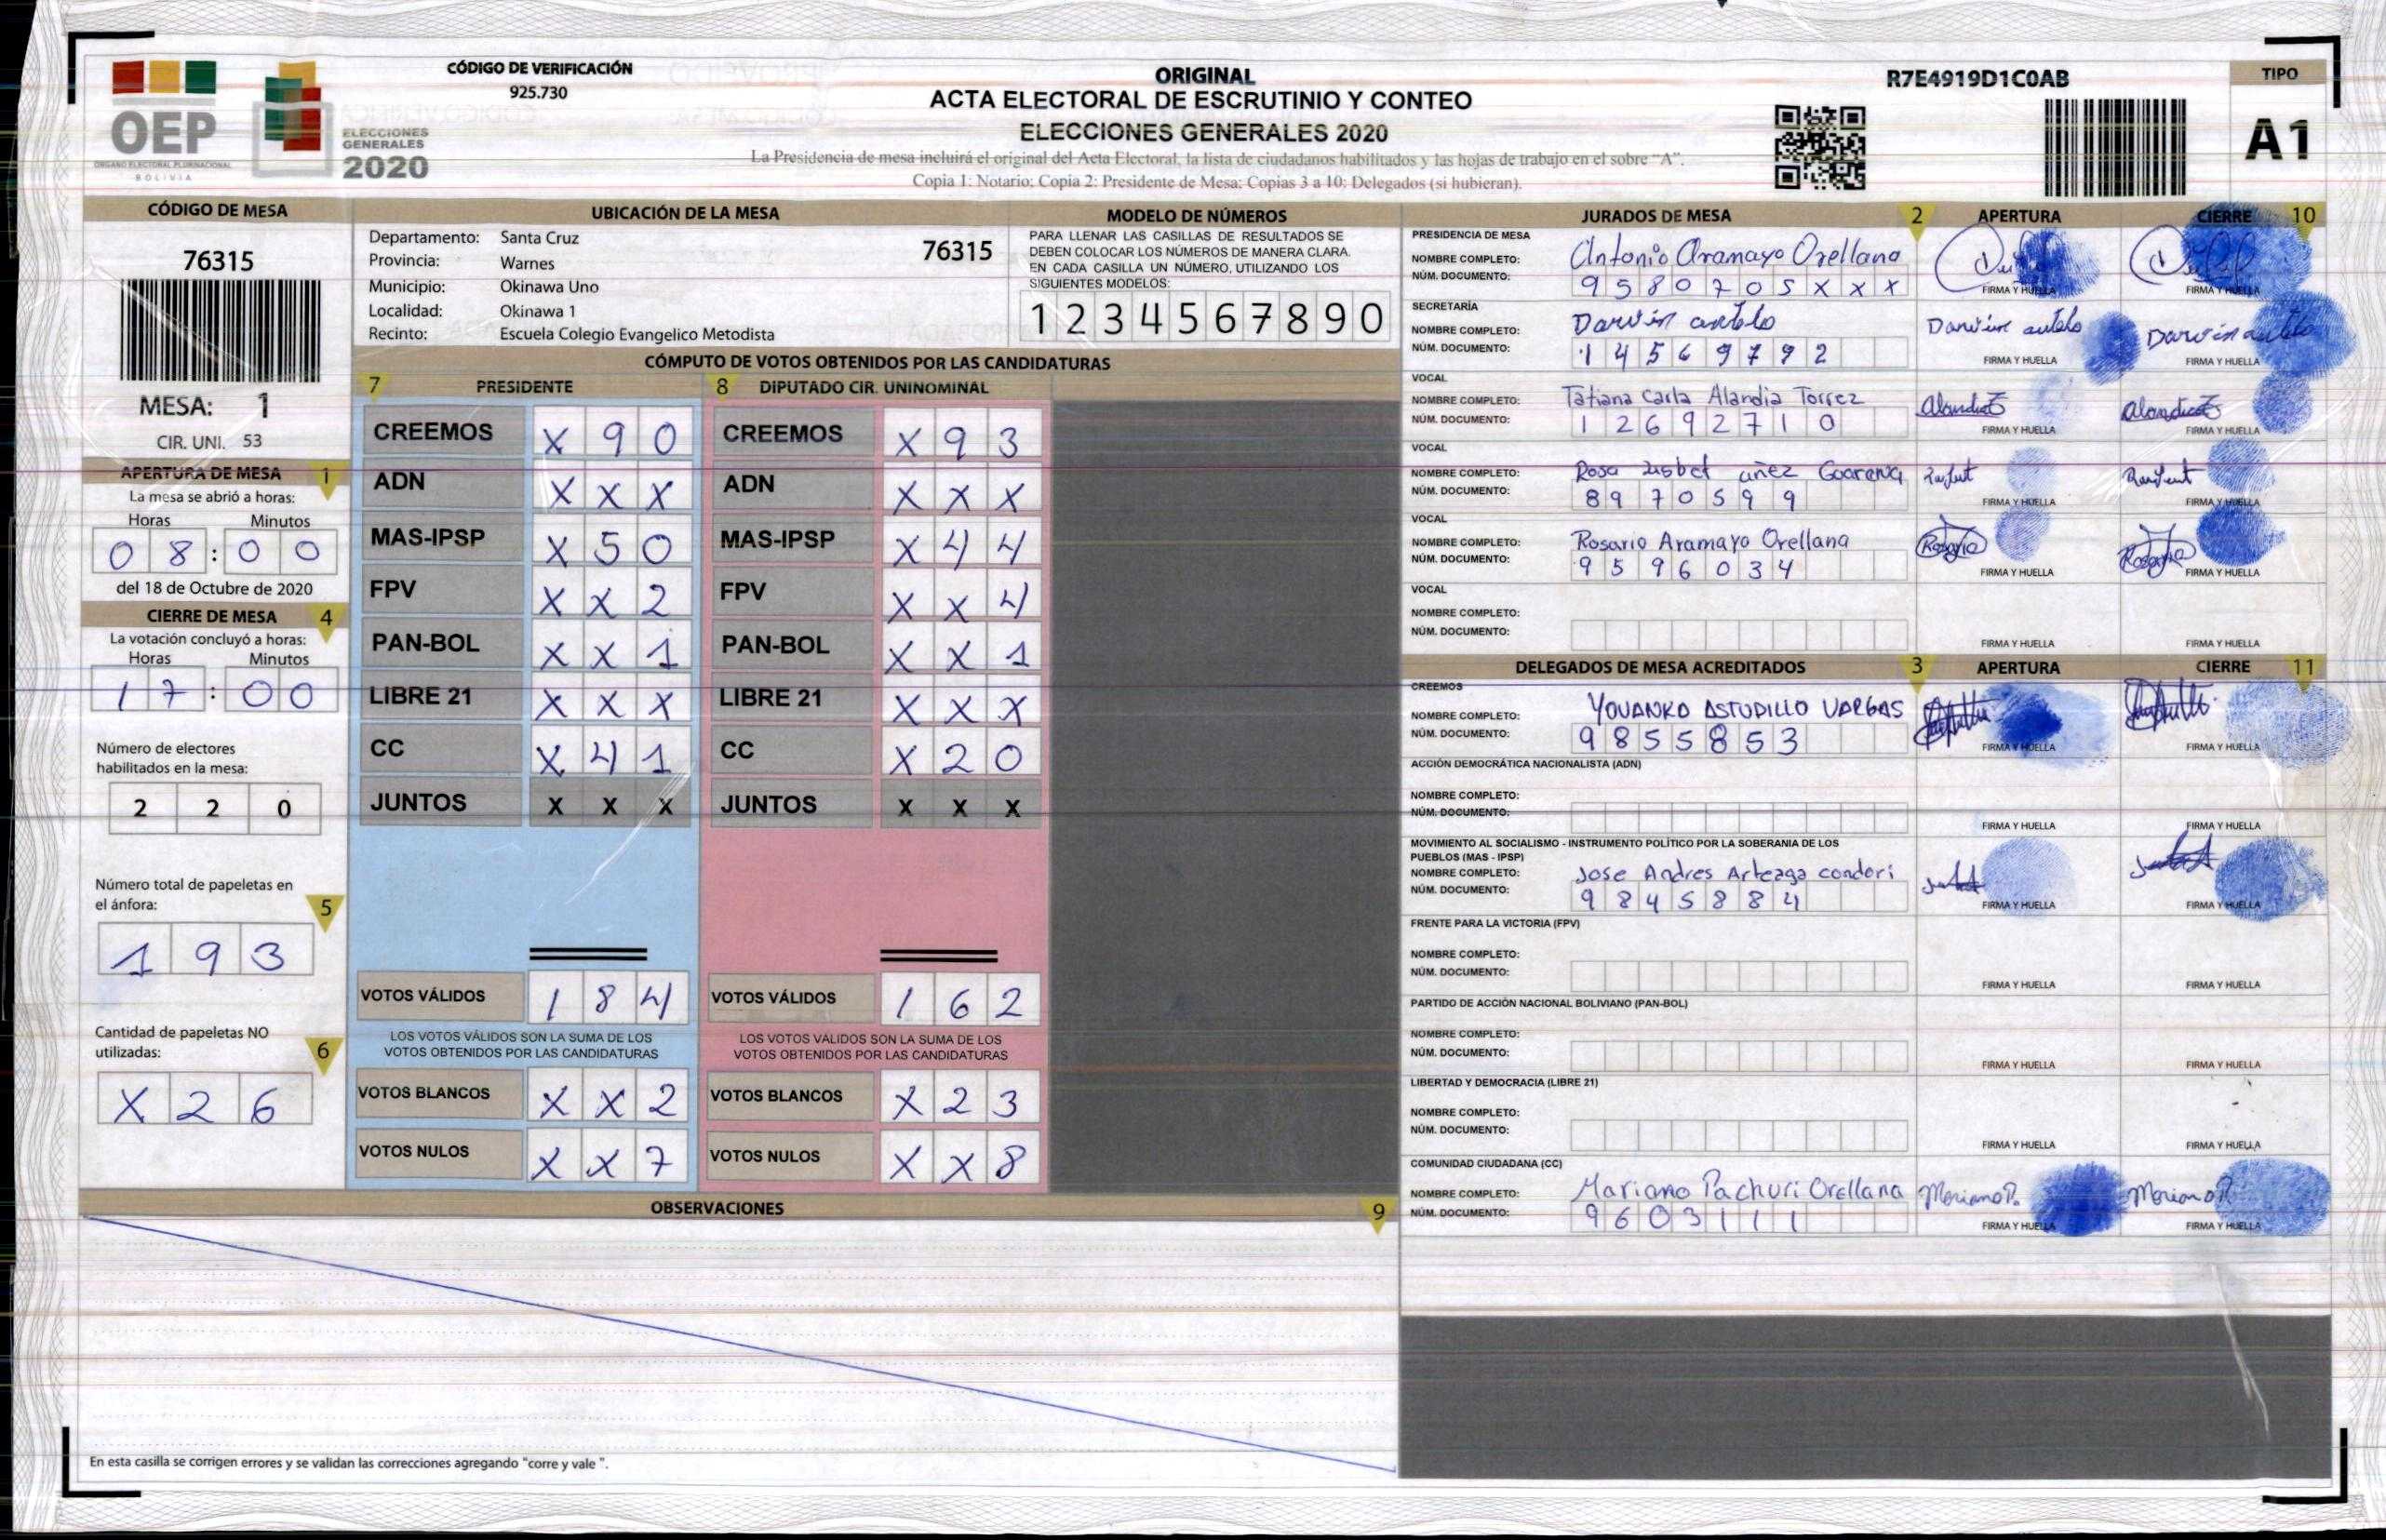 CÓDIGO DE VERIFICACIÓN
925.730
OEP
ÓRGANO ELECTORAL PLURINACIONAL
BOLIVIA
ELECCIONES
GENERALES
2020
ORIGINAL
ACTA ELECTORAL DE ESCRUTINIO Y CONTEO
ELECCIONES GENERALES 2020
La Presidencia de mesa incluirá el original del Acta Electoral, la lista de ciudadanos habilitados y las hojas de trabajo en el sobre "A".
Copia 1: Notario; Copia 2: Presidente de Mesa; Copias 3 a 10: Delegados (si hubieran).
R7E4919D1C0AB
TIPO
A1
CÓDIGO DE MESA
76315
MESA: 1
CIR. UNI. 53
APERTURA DE MESA 1
La mesa se abrió a horas:
Horas Minutos
0 8 : 0 0
del 18 de Octubre de 2020
CIERRE DE MESA 4
La votación concluyó a horas:
Horas Minutos
1 7 : 0 0
Número de electores
habilitados en la mesa:
2 2 0
Número total de papeletas en
el ánfora: 5
1 9 3
Cantidad de papeletas NO
utilizadas: 6
X 2 6
UBICACIÓN DE LA MESA
Departamento: Santa Cruz
76315
Provincia: Warnes
Municipio: Okinawa Uno
Localidad: Okinawa 1
Recinto: Escuela Colegio Evangelico Metodista
MODELO DE NÚMEROS
PARA LLENAR LAS CASILLAS DE RESULTADOS SE
DEBEN COLOCAR LOS NÚMEROS DE MANERA CLARA.
EN CADA CASILLA UN NÚMERO, UTILIZANDO LOS
SIGUIENTES MODELOS:
1 2 3 4 5 6 7 8 9 0
CÓMPUTO DE VOTOS OBTENIDOS POR LAS CANDIDATURAS
7 PRESIDENTE
CREEMOS X 9 0
ADN X X X
MAS-IPSP X 5 0
FPV X X 2
PAN-BOL X X 1
LIBRE 21 X X X
CC X 4 1
JUNTOS X X X
VOTOS VÁLIDOS 1 8 4
LOS VOTOS VÁLIDOS SON LA SUMA DE LOS
VOTOS OBTENIDOS POR LAS CANDIDATURAS
VOTOS BLANCOS X X 2
VOTOS NULOS X X 7
8 DIPUTADO CIR. UNINOMINAL
CREEMOS X 9 3
ADN X X X
MAS-IPSP X 4 4
FPV X X 4
PAN-BOL X X 1
LIBRE 21 X X X
CC X 2 0
JUNTOS X X X
VOTOS VÁLIDOS 1 6 2
LOS VOTOS VÁLIDOS SON LA SUMA DE LOS
VOTOS OBTENIDOS POR LAS CANDIDATURAS
VOTOS BLANCOS X 2 3
VOTOS NULOS X X 8
OBSERVACIONES 9
En esta casilla se corrigen errores y se validan las correcciones agregando "corre y vale ".
JURADOS DE MESA 2 APERTURA CIERRE 10
PRESIDENCIA DE MESA
NOMBRE COMPLETO: Antonio Aramayo Orellano
NÚM. DOCUMENTO: 9 5 8 0 7 0 5 X X X
FIRMA Y HUELLA FIRMA Y HUELLA
SECRETARÍA
NOMBRE COMPLETO: Darwin antelo Darwin antelo Darwin antelo
NÚM. DOCUMENTO: 1 4 5 6 9 7 9 2
FIRMA Y HUELLA FIRMA Y HUELLA
VOCAL
NOMBRE COMPLETO: Tatiana Carla Alandia Torrez
NÚM. DOCUMENTO: 1 2 6 9 2 7 1 0
FIRMA Y HUELLA FIRMA Y HUELLA
VOCAL
NOMBRE COMPLETO: Rosa
NÚM. DOCUMENTO: 8 9 7 0 5 9 9
FIRMA Y HUELLA FIRMA Y HUELLA
VOCAL
NOMBRE COMPLETO: Rosario Aramayo Orellana
NÚM. DOCUMENTO: 9 5 9 6 0 3 4
FIRMA Y HUELLA FIRMA Y HUELLA
VOCAL
NOMBRE COMPLETO:
NÚM. DOCUMENTO:
FIRMA Y HUELLA FIRMA Y HUELLA
DELEGADOS DE MESA ACREDITADOS 3 APERTURA CIERRE 11
CREEMOS
NOMBRE COMPLETO: YOVANKO ASTUDILLO VARGAS
NÚM. DOCUMENTO: 9 8 5 5 8 5 3
FIRMA Y HUELLA FIRMA Y HUELLA
ACCIÓN DEMOCRÁTICA NACIONALISTA (ADN)
NOMBRE COMPLETO:
NÚM. DOCUMENTO:
FIRMA Y HUELLA FIRMA Y HUELLA
MOVIMIENTO AL SOCIALISMO - INSTRUMENTO POLÍTICO POR LA SOBERANIA DE LOS
PUEBLOS (MAS - IPSP)
NOMBRE COMPLETO: Jose Andres Arteaga condori
NÚM. DOCUMENTO: 9 8 4 5 8 8 4
FIRMA Y HUELLA FIRMA Y HUELLA
FRENTE PARA LA VICTORIA (FPV)
NOMBRE COMPLETO:
NÚM. DOCUMENTO:
FIRMA Y HUELLA FIRMA Y HUELLA
PARTIDO DE ACCIÓN NACIONAL BOLIVIANO (PAN-BOL)
NOMBRE COMPLETO:
NÚM. DOCUMENTO:
FIRMA Y HUELLA FIRMA Y HUELLA
LIBERTAD Y DEMOCRACIA (LIBRE 21)
NOMBRE COMPLETO:
NÚM. DOCUMENTO:
FIRMA Y HUELLA FIRMA Y HUELLA
COMUNIDAD CIUDADANA (CC)
NOMBRE COMPLETO: Mariano Pachuri Orellana
NÚM. DOCUMENTO: 9 6 0 3 1 1 1
FIRMA Y HUELLA FIRMA Y HUELLA